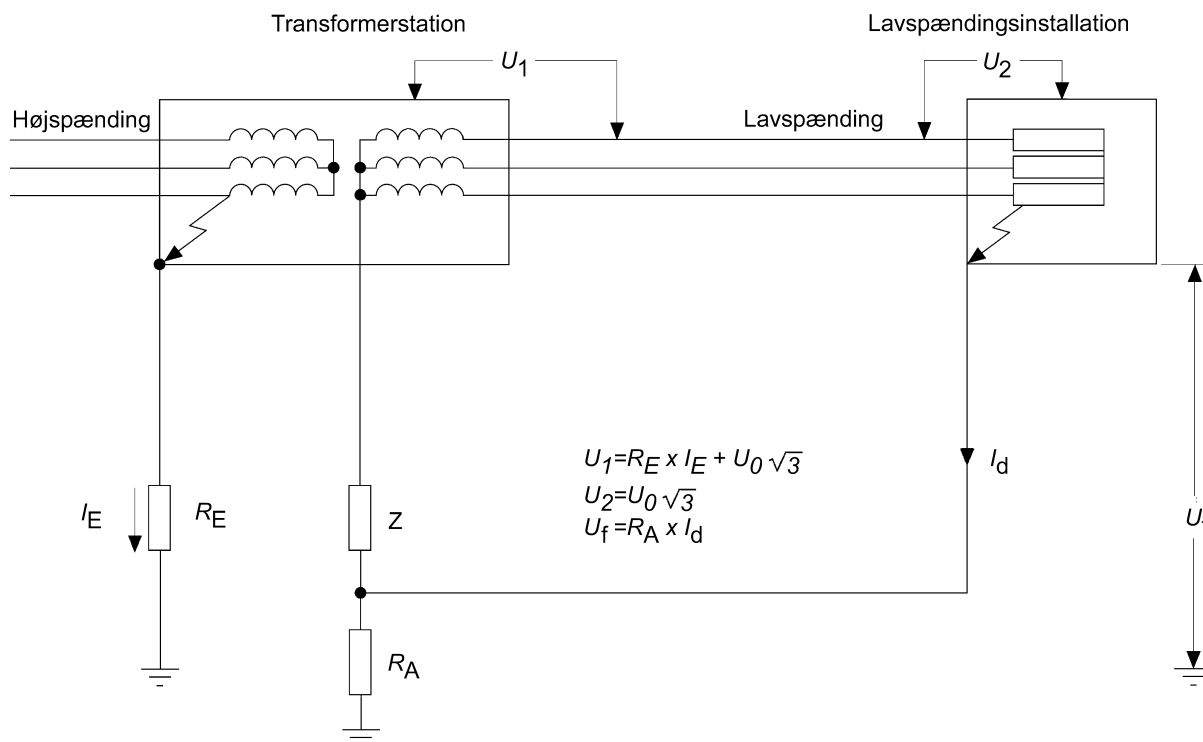 Transformerstation
Lavspændingsinstallation
U1
U2
Højspænding
Lavspænding
U1=RE x IE + U0 √3
U2=U0 √3
Uf =RA x Id
IE
RE
Z
Id
RA